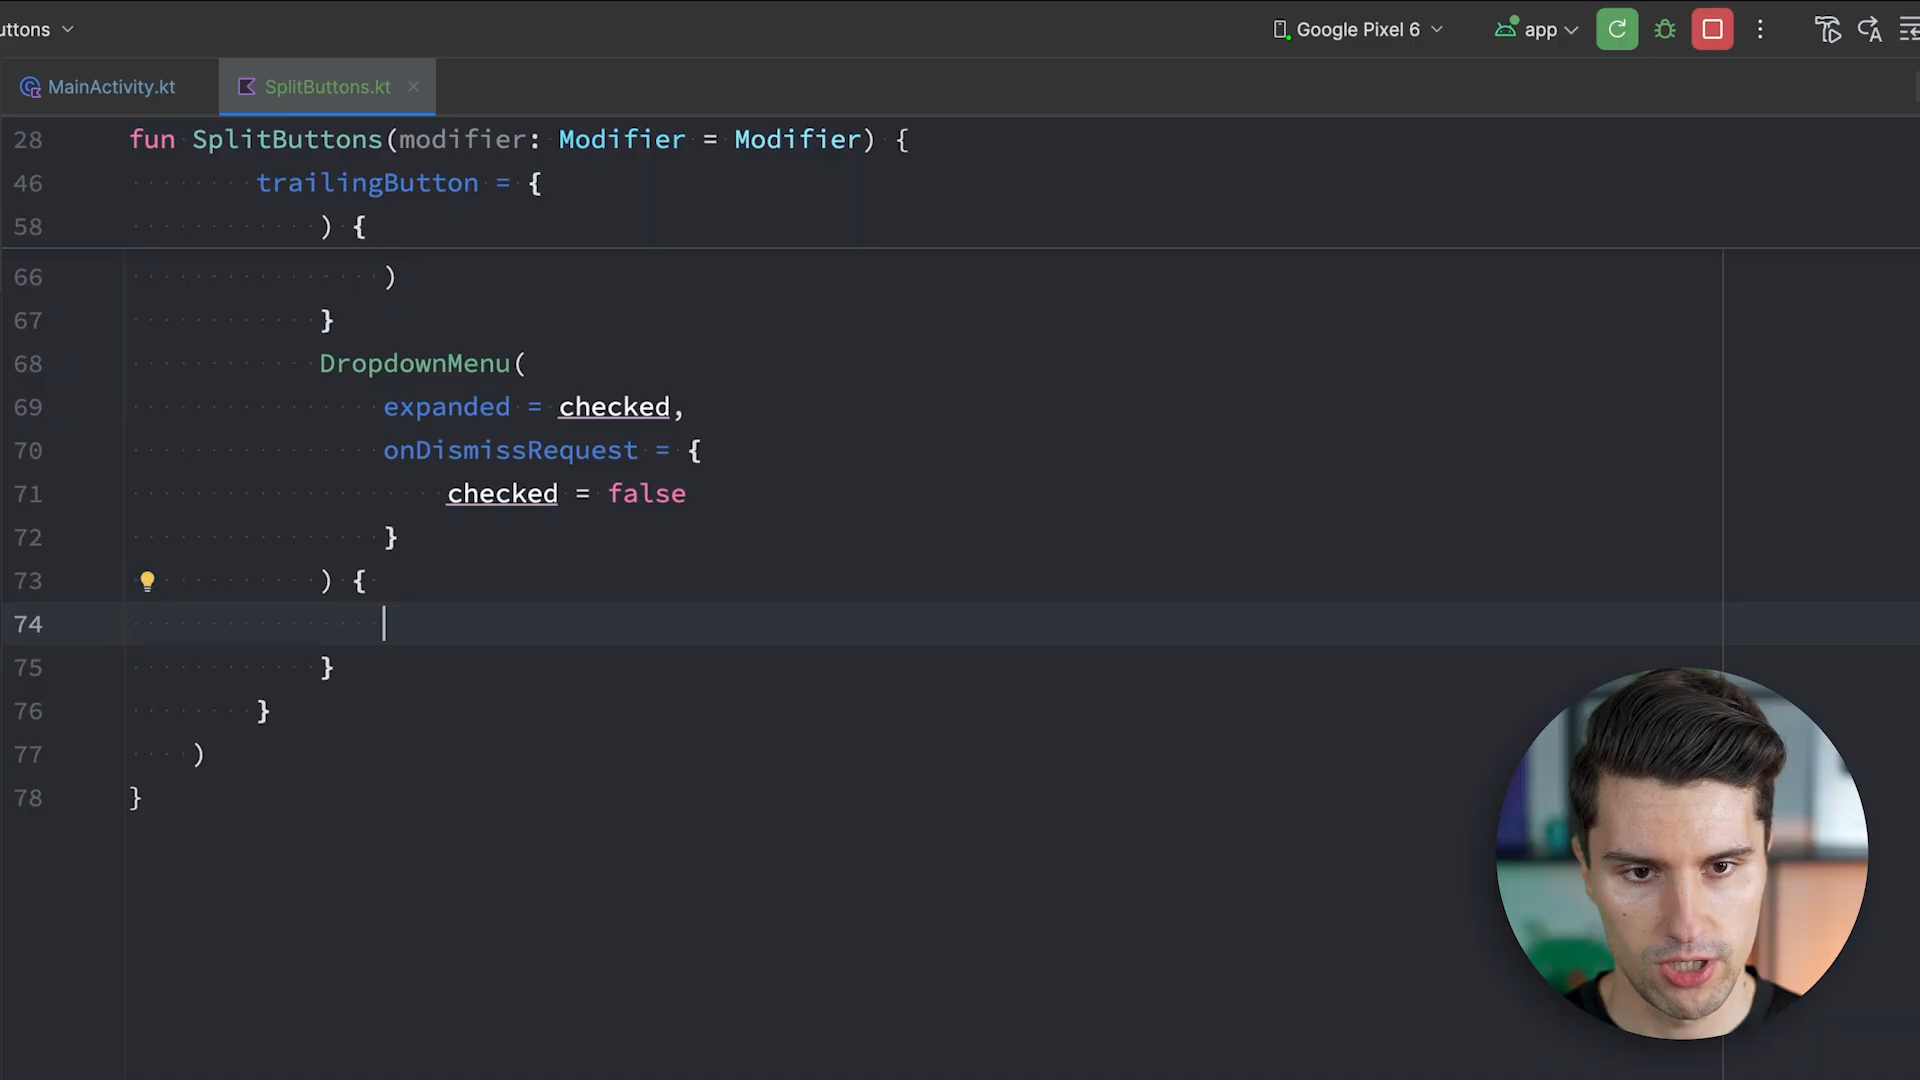 uttons
Google Pixel 6
app
MainActivity.kt
SplitButtons.kt
28 fun SplitButtons(modifier: Modifier = Modifier) {
46 trailingButton = {
58 ) {
66 )
67 }
68 DropdownMenu(
69 expanded = checked,
70 onDismissRequest = {
71 checked = false
72 }
73 ) {
74
75 }
76 }
77 )
78 }